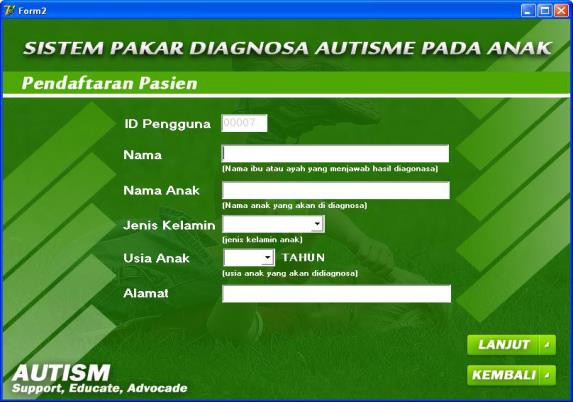 Form2
SISTEM PAKAR DIAGNOSA AUTISME PADA ANAK
Pendaftaran Pasien
ID Pengguna 00007
Nama
(Nama ibu atau ayah yang menjawab hasil diagonasa)
Nama Anak
(Nama anak yang akan di diagnosa)
Jenis Kelamin
(jenis kelamin anak)
Usia Anak TAHUN
(usia anak yang akan didiagnosa)
Alamat
LANJUT
KEMBALI
AUTISM
Support, Educate, Advocade